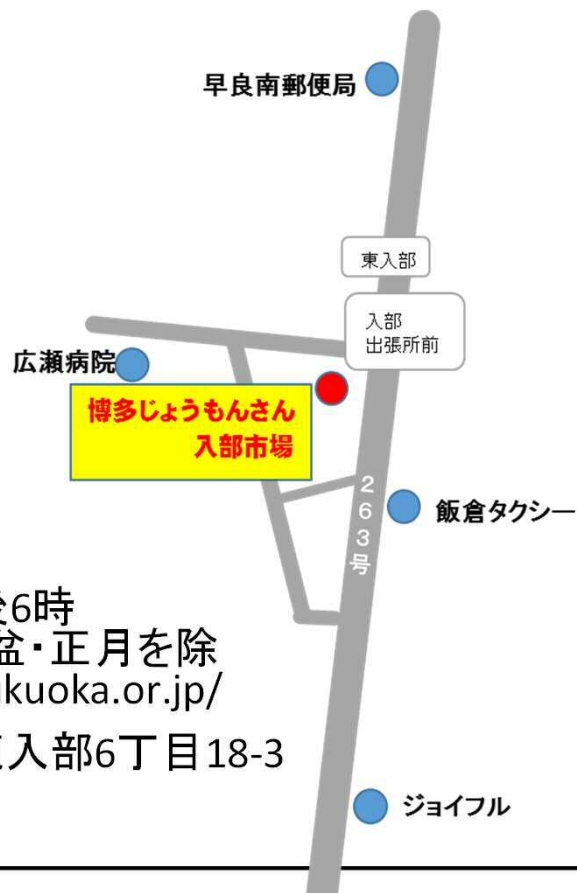 早良南郵便局
東入部
入部
出張所前
広瀬病院
博多じょうもんさん
入部市場
263号
飯倉タクシー
後6時
盆・正月を除
kuoka.or.jp/
入部6丁目18-3
ジョイフル